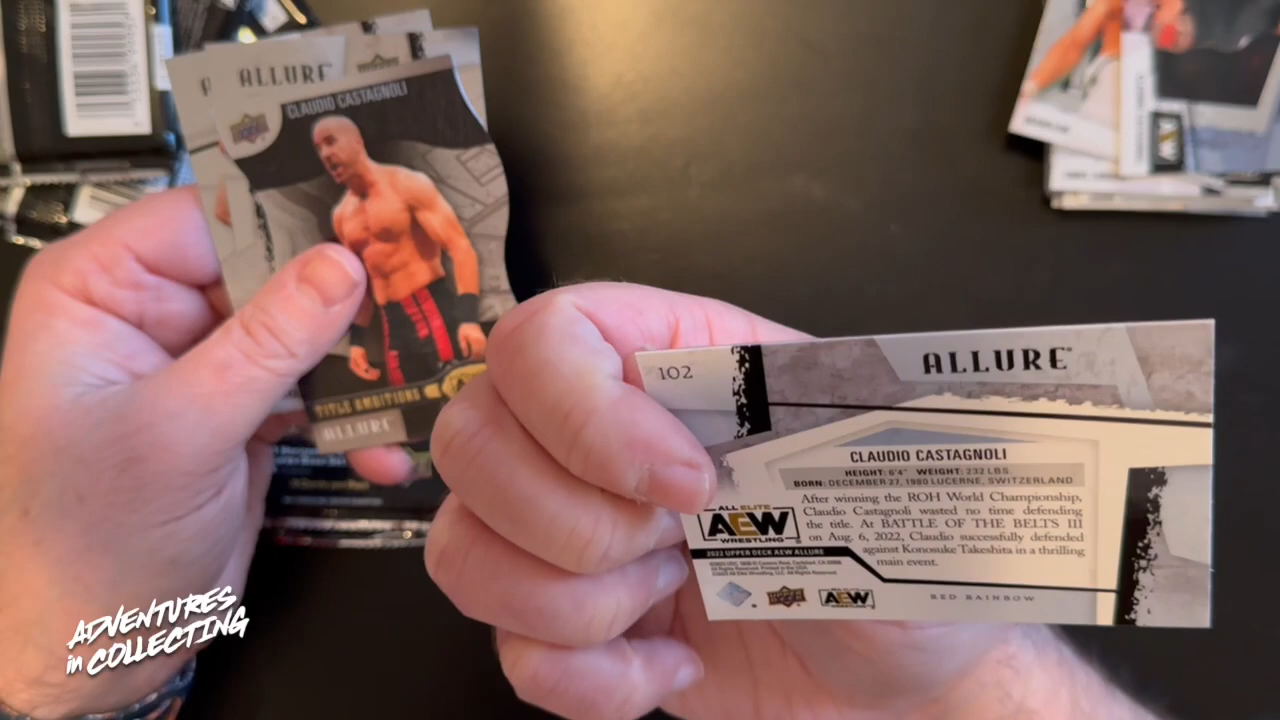 ALLURE
CLAUDIO CASTAGNOLI
TITLE AMBITIONS
ALLURE
102
ALLURE
CLAUDIO CASTAGNOLI
HEIGHT: 6'4" WEIGHT: 232 LBS.
BORN: DECEMBER 27, 1980 LUCERNE, SWITZERLAND
After winning the ROH World Championship,
Claudio Castagnoli wasted no time defending
the title. At BATTLE OF THE BELTS III
on Aug. 6, 2022, Claudio successfully defended
against Konosuke Takeshita in a thrilling
main event.
ALL ELITE
AEW
WRESTLING
2022 UPPER DECK AEW ALLURE
AEW
RED RAINBOW
ADVENTURES
in COLLECTING